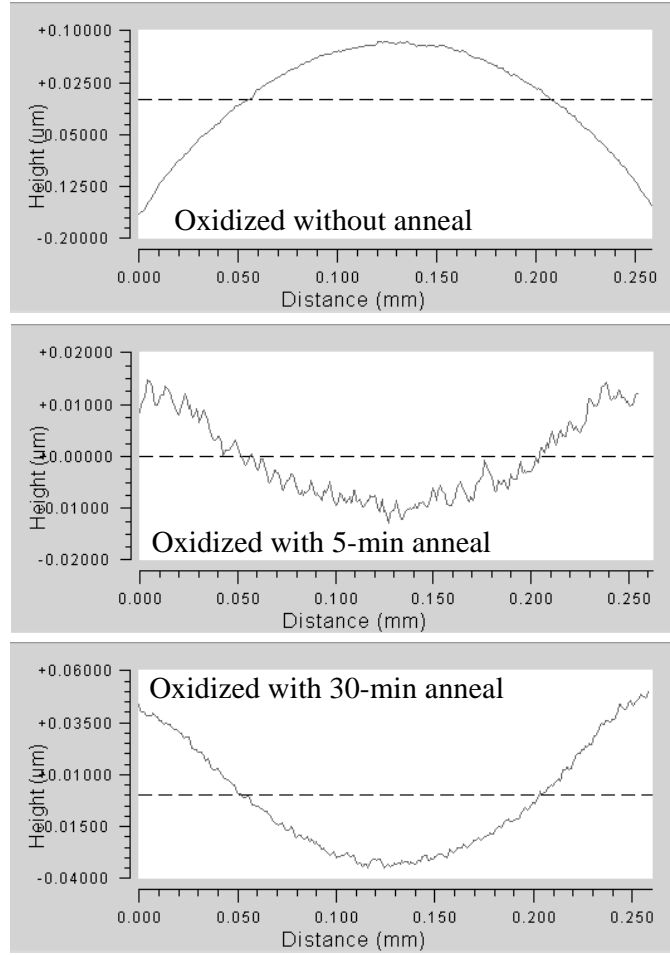 +0.10000
+0.02500
-0.05000
-0.12500
-0.20000
Height (µm)
Oxidized without anneal
0.000 0.050 0.100 0.150 0.200 0.250
Distance (mm)
+0.02000
+0.01000
+0.00000
-0.01000
-0.02000
Height (µm)
Oxidized with 5-min anneal
0.000 0.050 0.100 0.150 0.200 0.250
Distance (mm)
+0.06000
Oxidized with 30-min anneal
+0.03500
+0.01000
-0.01500
-0.04000
Height (µm)
0.000 0.050 0.100 0.150 0.200 0.250
Distance (mm)